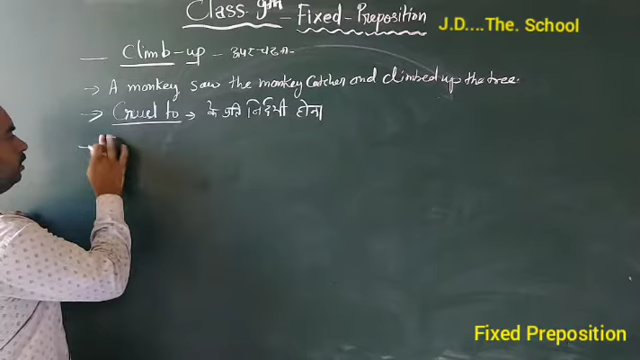 Class 9th - Fixed-Preposition
J.D....The. School
Climb-up - ऊपर चढ़ना
→ A monkey saw the monkey Catcher and climbed up the tree.
→ Cruel to → के प्रति निर्दयी होना
Fixed Preposition